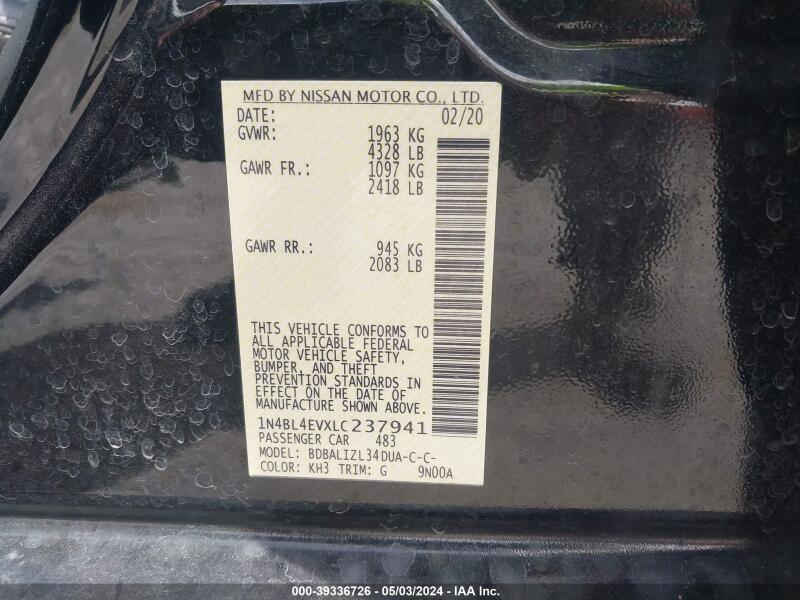 MFD BY NISSAN MOTOR CO., LTD.
DATE: 02/20
GVWR: 1963 KG
4328 LB
GAWR FR.: 1097 KG
2418 LB
GAWR RR.: 945 KG
2083 LB
THIS VEHICLE CONFORMS TO
ALL APPLICABLE FEDERAL
MOTOR VEHICLE SAFETY,
BUMPER, AND THEFT
PREVENTION STANDARDS IN
EFFECT ON THE DATE OF
MANUFACTURE SHOWN ABOVE.
1N4BL4EVXLC237941
PASSENGER CAR 483
MODEL: BDBALIZL34DUA-C-C-
COLOR: KH3 TRIM: G 9N00A
000-39336726 - 05/03/2024 - IAA Inc.